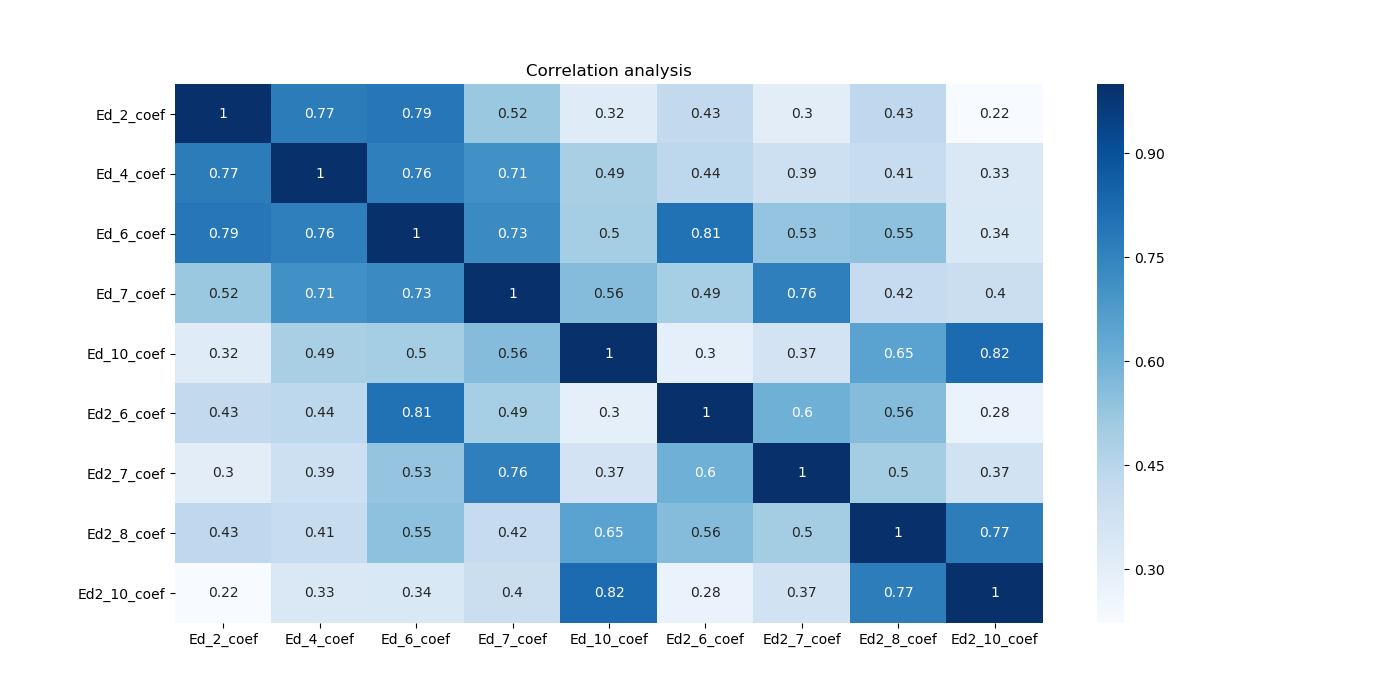 Correlation analysis
Ed_2_coef 1 0.77 0.79 0.52 0.32 0.43 0.3 0.43 0.22
Ed_4_coef 0.77 1 0.76 0.71 0.49 0.44 0.39 0.41 0.33
Ed_6_coef 0.79 0.76 1 0.73 0.5 0.81 0.53 0.55 0.34
Ed_7_coef 0.52 0.71 0.73 1 0.56 0.49 0.76 0.42 0.4
Ed_10_coef 0.32 0.49 0.5 0.56 1 0.3 0.37 0.65 0.82
Ed2_6_coef 0.43 0.44 0.81 0.49 0.3 1 0.6 0.56 0.28
Ed2_7_coef 0.3 0.39 0.53 0.76 0.37 0.6 1 0.5 0.37
Ed2_8_coef 0.43 0.41 0.55 0.42 0.65 0.56 0.5 1 0.77
Ed2_10_coef 0.22 0.33 0.34 0.4 0.82 0.28 0.37 0.77 1
Ed_2_coef Ed_4_coef Ed_6_coef Ed_7_coef Ed_10_coef Ed2_6_coef Ed2_7_coef Ed2_8_coef Ed2_10_coef
0.90
0.75
0.60
0.45
0.30